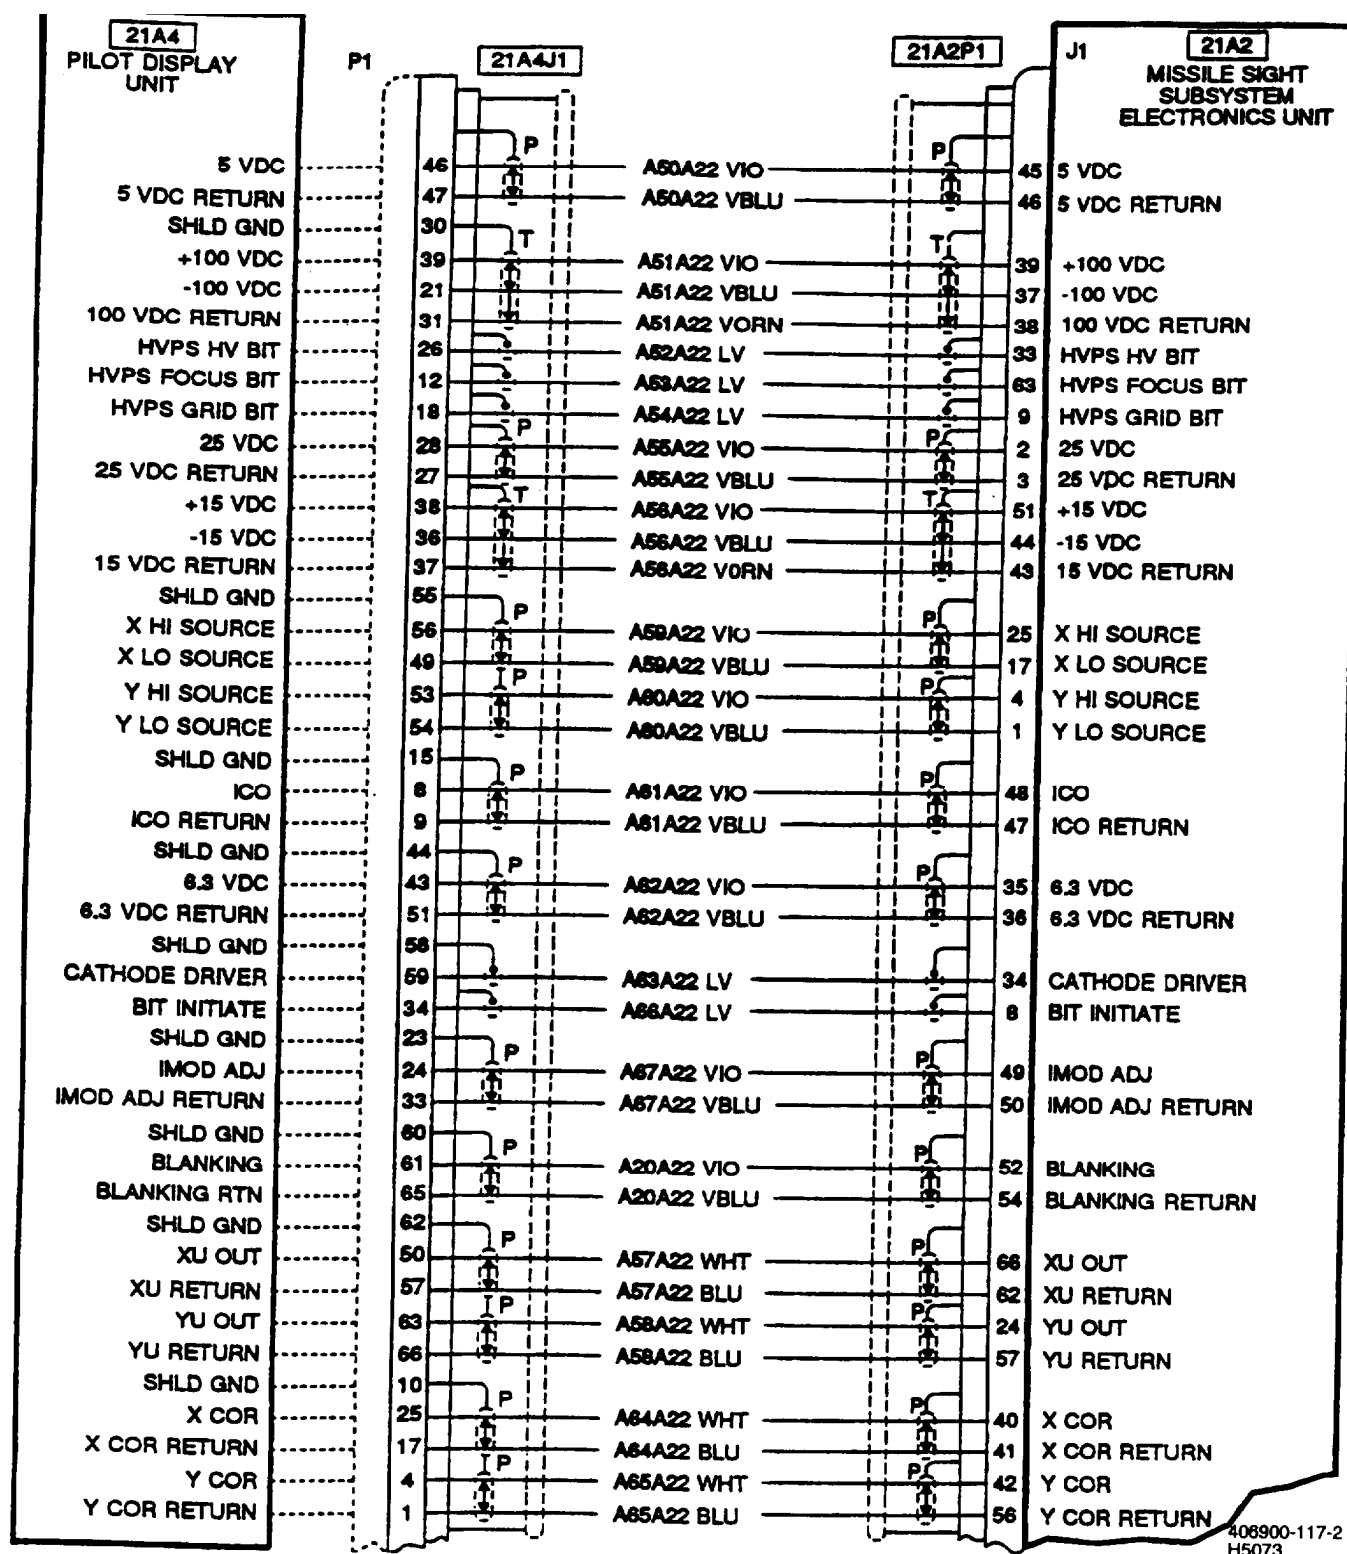 21A4
PILOT DISPLAY
UNIT
P1
21A4J1
21A2P1
J1
21A2
MISSILE SIGHT
SUBSYSTEM
ELECTRONICS UNIT
P P
5 VDC 46 A50A22 VIO 45 5 VDC
5 VDC RETURN 47 A50A22 VBLU 46 5 VDC RETURN
SHLD GND 30
T T
+100 VDC 39 A51A22 VIO 39 +100 VDC
-100 VDC 21 A51A22 VBLU 37 -100 VDC
100 VDC RETURN 31 A51A22 VORN 38 100 VDC RETURN
HVPS HV BIT 26 A52A22 LV 33 HVPS HV BIT
HVPS FOCUS BIT 12 A53A22 LV 63 HVPS FOCUS BIT
HVPS GRID BIT 18 A54A22 LV 9 HVPS GRID BIT
P P
25 VDC 28 A55A22 VIO 2 25 VDC
25 VDC RETURN 27 A55A22 VBLU 3 25 VDC RETURN
T T
+15 VDC 38 A56A22 VIO 51 +15 VDC
-15 VDC 36 A56A22 VBLU 44 -15 VDC
15 VDC RETURN 37 A56A22 V0RN 43 15 VDC RETURN
SHLD GND 55
P P
X HI SOURCE 56 A59A22 VIO 25 X HI SOURCE
X LO SOURCE 49 A59A22 VBLU 17 X LO SOURCE
P P
Y HI SOURCE 53 A60A22 VIO 4 Y HI SOURCE
Y LO SOURCE 54 A60A22 VBLU 1 Y LO SOURCE
SHLD GND 15
P P
ICO 8 A61A22 VIO 48 ICO
ICO RETURN 9 A61A22 VBLU 47 ICO RETURN
SHLD GND 44
P P
6.3 VDC 43 A62A22 VIO 35 6.3 VDC
6.3 VDC RETURN 51 A62A22 VBLU 36 6.3 VDC RETURN
SHLD GND 58
CATHODE DRIVER 59 A63A22 LV 34 CATHODE DRIVER
BIT INITIATE 34 A66A22 LV 8 BIT INITIATE
SHLD GND 23
P P
IMOD ADJ 24 A67A22 VIO 49 IMOD ADJ
IMOD ADJ RETURN 33 A67A22 VBLU 50 IMOD ADJ RETURN
SHLD GND 60
P P
BLANKING 61 A20A22 VIO 52 BLANKING
BLANKING RTN 65 A20A22 VBLU 54 BLANKING RETURN
SHLD GND 62
P P
XU OUT 50 A57A22 WHT 66 XU OUT
XU RETURN 57 A57A22 BLU 62 XU RETURN
P P
YU OUT 63 A58A22 WHT 24 YU OUT
YU RETURN 66 A58A22 BLU 57 YU RETURN
SHLD GND 10
P P
X COR 25 A64A22 WHT 40 X COR
X COR RETURN 17 A64A22 BLU 41 X COR RETURN
P P
Y COR 4 A65A22 WHT 42 Y COR
Y COR RETURN 1 A65A22 BLU 56 Y COR RETURN
406900-117-2
H5073